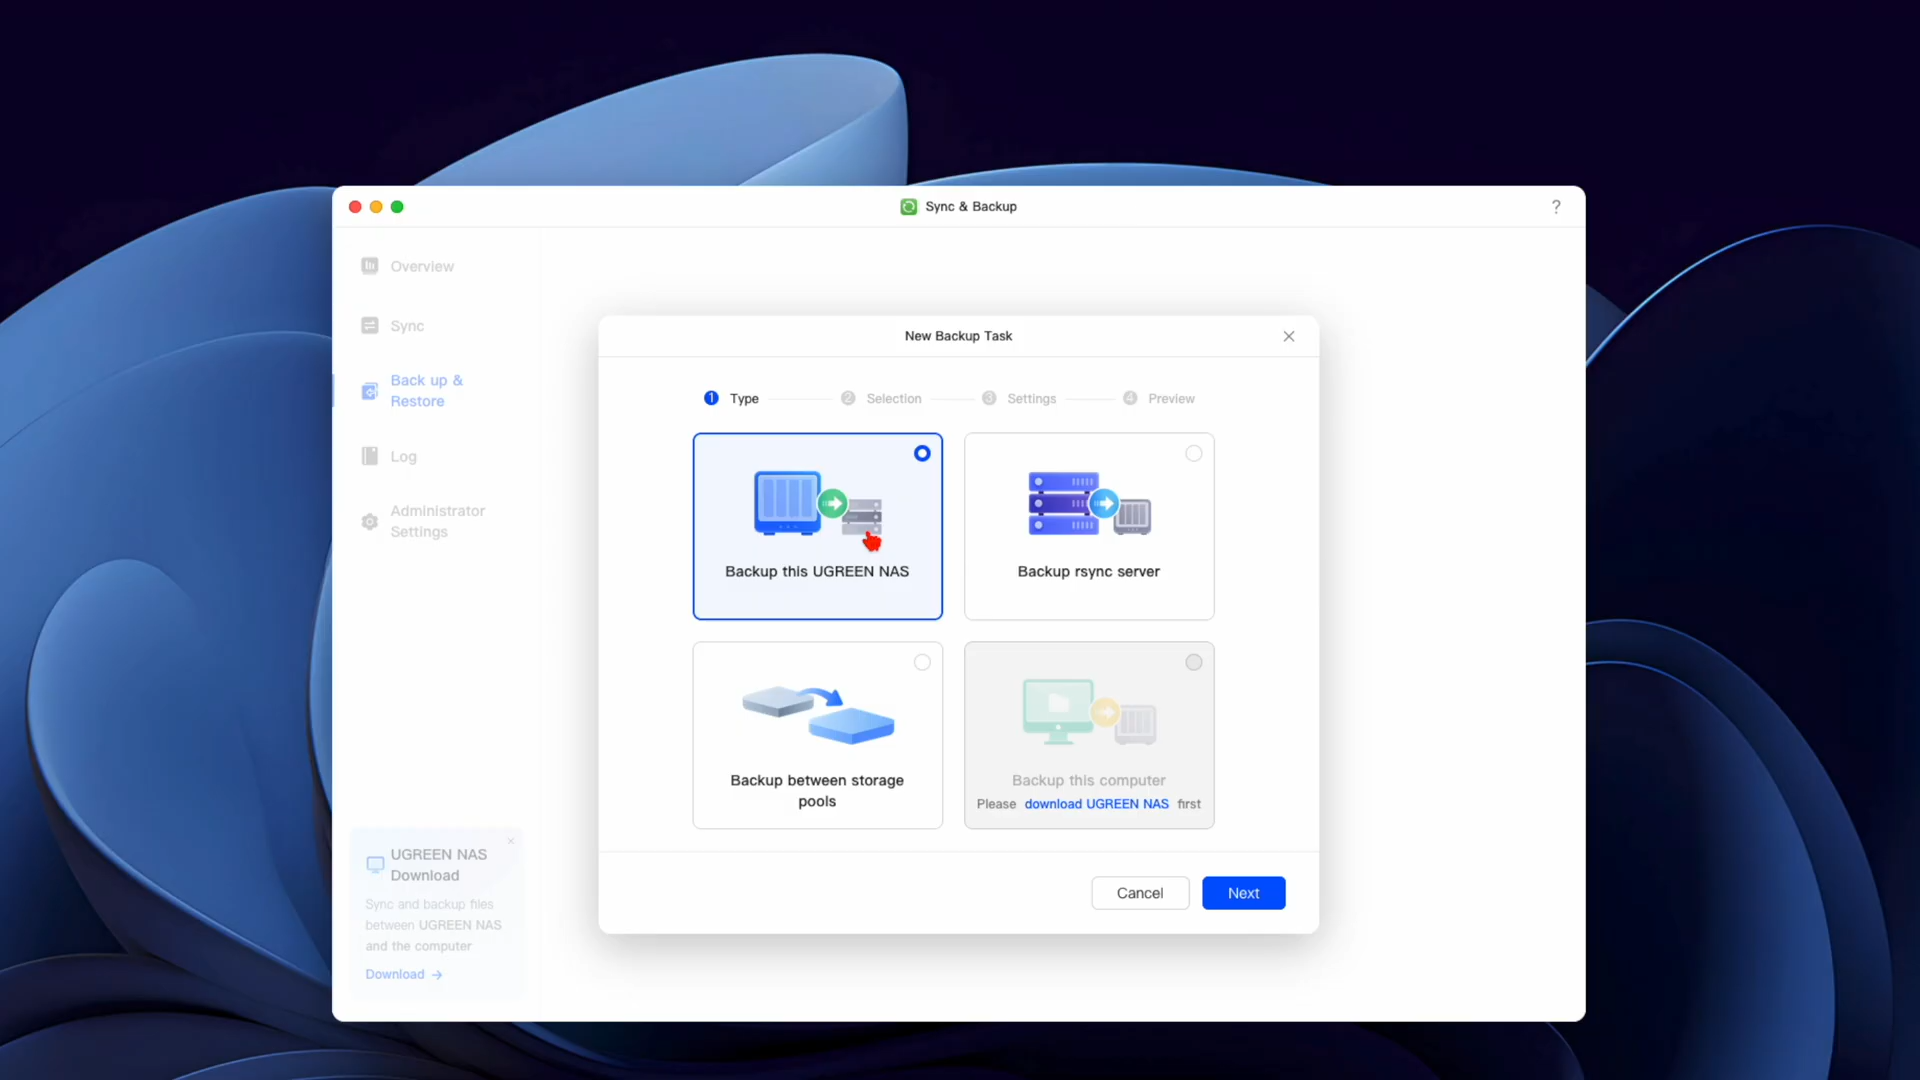 Sync & Backup
?
Overview
Sync
Back up &
Restore
Log
Administrator
Settings
UGREEN NAS
Download
Sync and backup files
between UGREEN NAS
and the computer
Download →
New Backup Task
1 Type
2 Selection
3 Settings
4 Preview
Backup this UGREEN NAS
Backup rsync server
Backup between storage
pools
Backup this computer
Please download UGREEN NAS first
Cancel
Next